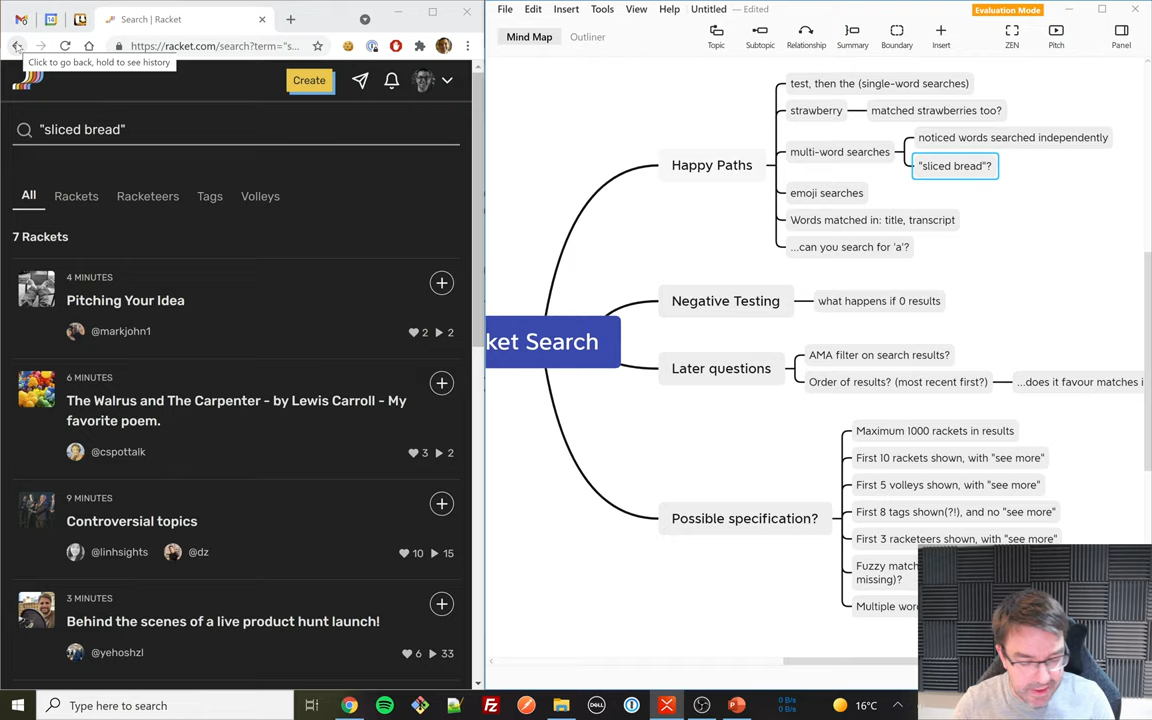 Search | Racket
https://racket.com/search?term="s...
Click to go back, hold to see history
Create
"sliced bread"
All
Rackets
Racketeers
Tags
Volleys
7 Rackets
4 MINUTES
Pitching Your Idea
@markjohn1
2
2
6 MINUTES
The Walrus and The Carpenter - by Lewis Carroll - My
favorite poem.
@cspottalk
3
2
9 MINUTES
Controversial topics
@linhsights
@dz
10
15
3 MINUTES
Behind the scenes of a live product hunt launch!
@yehoshzl
6
33
File
Edit
Insert
Tools
View
Help
Untitled
— Edited
Evaluation Mode
Mind Map
Outliner
Topic
Subtopic
Relationship
Summary
Boundary
Insert
ZEN
Pitch
Panel
ket Search
Happy Paths
test, then the (single-word searches)
strawberry
matched strawberries too?
multi-word searches
noticed words searched independently
"sliced bread"?
emoji searches
Words matched in: title, transcript
...can you search for 'a'?
Negative Testing
what happens if 0 results
Later questions
AMA filter on search results?
Order of results? (most recent first?)
...does it favour matches i
Possible specification?
Maximum 1000 rackets in results
First 10 rackets shown, with "see more"
First 5 volleys shown, with "see more"
First 8 tags shown(?!), and no "see more"
First 3 racketeers shown, with "see more"
Fuzzy match
missing)?
Multiple wor
Type here to search
0 B/s
0 B/s
16°C